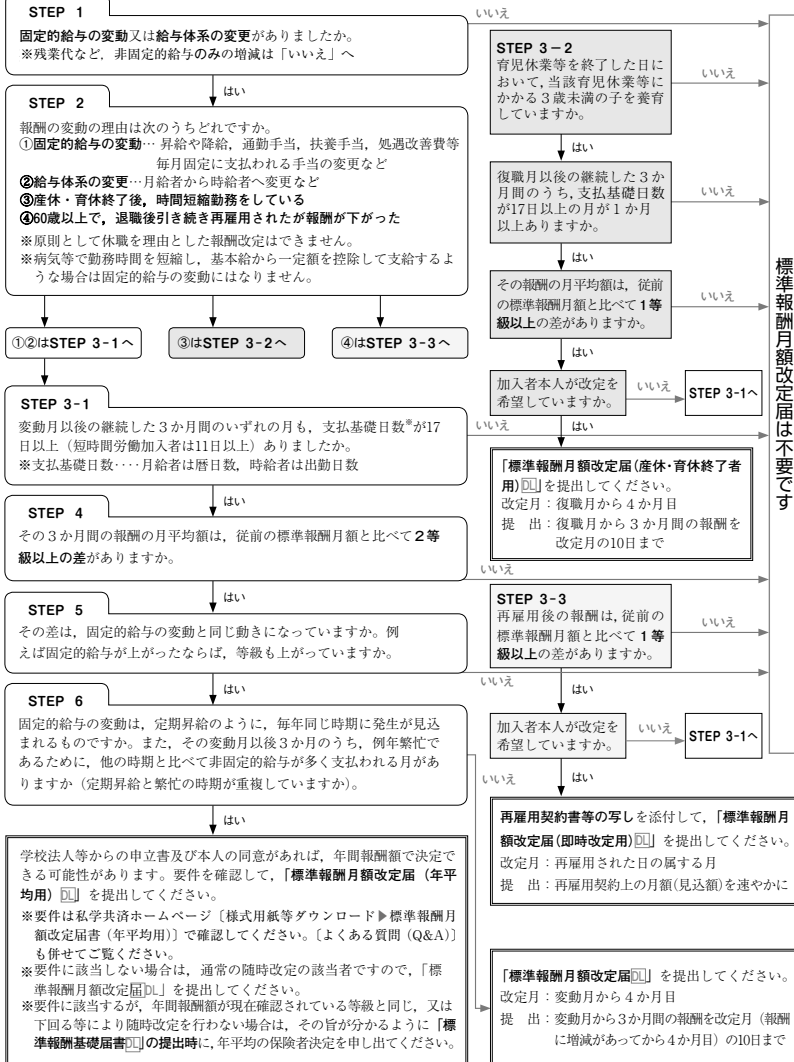 STEP 1
固定的給与の変動又は給与体系の変更がありましたか。
※残業代など，非固定的給与のみの増減は「いいえ」へ
いいえ
はい
STEP 2
報酬の変動の理由は次のうちどれですか。
①固定的給与の変動… 昇給や降給，通勤手当，扶養手当，処遇改善費等
毎月固定に支払われる手当の変更など
②給与体系の変更…月給者から時給者へ変更など
③産休・育休終了後，時間短縮勤務をしている
④60歳以上で，退職後引き続き再雇用されたが報酬が下がった
※原則として休職を理由とした報酬改定はできません。
※病気等で勤務時間を短縮し，基本給から一定額を控除して支給するよ
うな場合は固定的給与の変動にはなりません。
①②はSTEP 3-1へ
③はSTEP 3-2へ
④はSTEP 3-3へ
STEP 3-1
変動月以後の継続した３か月間のいずれの月も，支払基礎日数※が17
日以上（短時間労働加入者は11日以上）ありましたか。
※支払基礎日数‥‥月給者は暦日数，時給者は出勤日数
いいえ
はい
STEP 4
その３か月間の報酬の月平均額は，従前の標準報酬月額と比べて２等
級以上の差がありますか。
いいえ
はい
STEP 5
その差は，固定的給与の変動と同じ動きになっていますか。例
えば固定的給与が上がったならば，等級も上がっていますか。
いいえ
はい
STEP 6
固定的給与の変動は，定期昇給のように，毎年同じ時期に発生が見込
まれるものですか。また，その変動月以後３か月のうち，例年繁忙で
あるために，他の時期と比べて非固定的給与が多く支払われる月があ
りますか（定期昇給と繁忙の時期が重複していますか）。
いいえ
はい
学校法人等からの申立書及び本人の同意があれば，年間報酬額で決定で
きる可能性があります。要件を確認して，「標準報酬月額改定届（年平
均用）DL」を提出してください。
※要件は私学共済ホームページ〔様式用紙等ダウンロード▶標準報酬月
額改定届書（年平均用）〕で確認してください。〔よくある質問（Q&A）〕
も併せてご覧ください。
※要件に該当しない場合は，通常の随時改定の該当者ですので，「標
準報酬月額改定届DL」を提出してください。
※要件に該当するが，年間報酬額が現在確認されている等級と同じ，又は
下回る等により随時改定を行わない場合は，その旨が分かるように「標
準報酬基礎届書DL」の提出時に，年平均の保険者決定を申し出てください。
STEP 3−2
育児休業等を終了した日に
おいて，当該育児休業等に
かかる３歳未満の子を養育
していますか。
いいえ
はい
復職月以後の継続した３か
月間のうち，支払基礎日数
が17日以上の月が１か月
以上ありますか。
いいえ
はい
その報酬の月平均額は，従前
の標準報酬月額と比べて１等
級以上の差がありますか。
いいえ
はい
加入者本人が改定を
希望していますか。
いいえ
STEP 3-1へ
はい
「標準報酬月額改定届（産休・育休終了者
用）DL」を提出してください。
改定月：復職月から４か月目
提　出：復職月から３か月間の報酬を
改定月の10日まで
STEP 3-3
再雇用後の報酬は，従前の
標準報酬月額と比べて１等
級以上の差がありますか。
いいえ
はい
加入者本人が改定を
希望していますか。
いいえ
STEP 3-1へ
はい
再雇用契約書等の写しを添付して，「標準報酬月
額改定届（即時改定用）DL」を提出してください。
改定月：再雇用された日の属する月
提　出：再雇用契約上の月額（見込額）を速やかに
「標準報酬月額改定届DL」を提出してください。
改定月：変動月から４か月目
提　出：変動月から３か月間の報酬を改定月（報酬
に増減があってから４か月目）の10日まで
標準報酬月額改定届は不要です